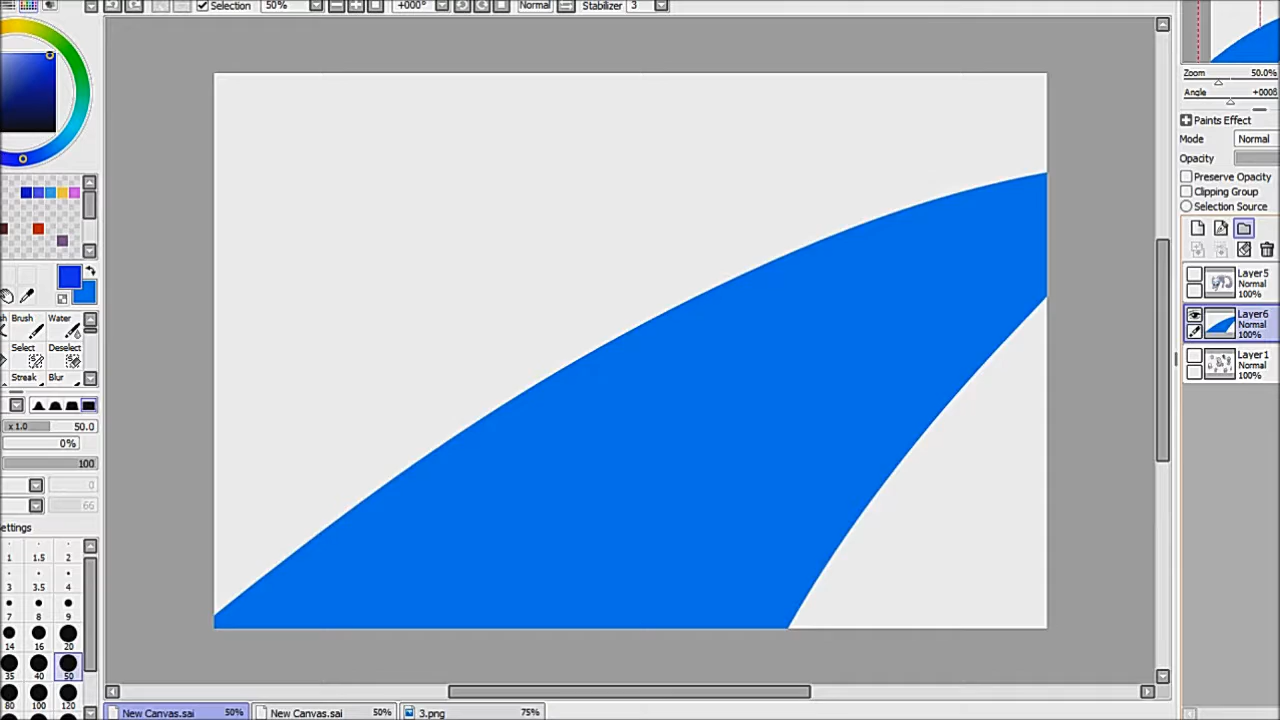 Selection 50% +000° Normal Stabilizer 3
Zoom 50.0%
Angle +000
Paints Effect
Mode Normal
Opacity
Preserve Opacity
Clipping Group
Selection Source
Layer5
Normal
100%
Layer6
Normal
100%
Layer1
Normal
100%
Brush Water
Select Deselect
Streak Blur
x 1.0 50.0
0%
100
0
66
ettings
1 1.5 2
3 3.5 4
7 8 9
14 16 20
35 40 50
80 100 120
New Canvas.sai 50% New Canvas.sai 50% 3.png 75%